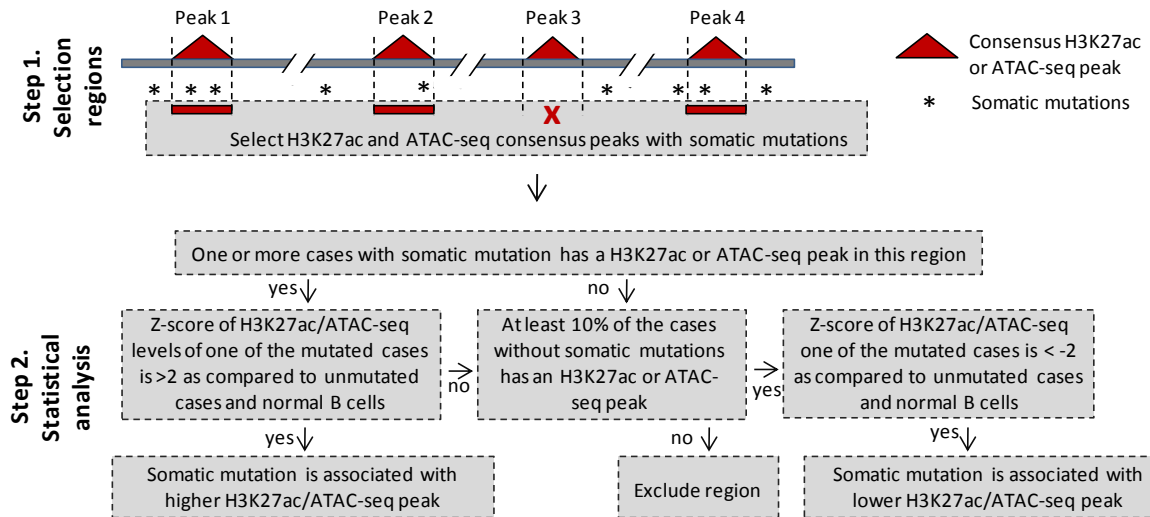 Peak 1
Peak 2
Peak 3
Peak 4
Step 1.
Selection
regions
Consensus H3K27ac
or ATAC-seq peak
* Somatic mutations
* * * * * * * * *
X
Select H3K27ac and ATAC-seq consensus peaks with somatic mutations
Step 2.
Statistical
analysis
One or more cases with somatic mutation has a H3K27ac or ATAC-seq peak in this region
yes
no
Z-score of H3K27ac/ATAC-seq
levels of one of the mutated cases
is >2 as compared to unmutated
cases and normal B cells
no
At least 10% of the cases
without somatic mutations
has an H3K27ac or ATAC-
seq peak
yes
Z-score of H3K27ac/ATAC-seq
one of the mutated cases is < -2
as compared to unmutated cases
and normal B cells
yes
no
yes
Somatic mutation is associated with
higher H3K27ac/ATAC-seq peak
Exclude region
Somatic mutation is associated with
lower H3K27ac/ATAC-seq peak